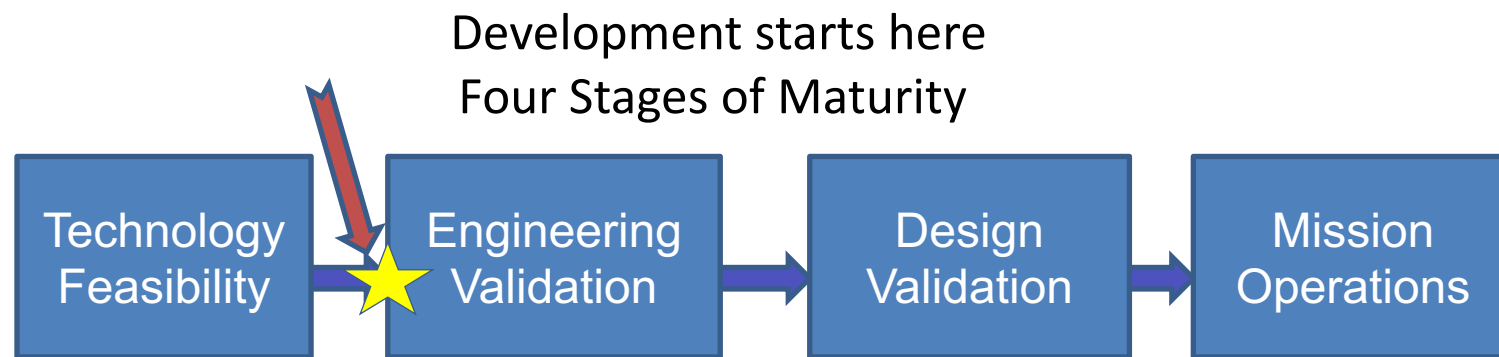 Development starts here
Four Stages of Maturity
Technology
Feasibility
Engineering
Validation
Design
Validation
Mission
Operations